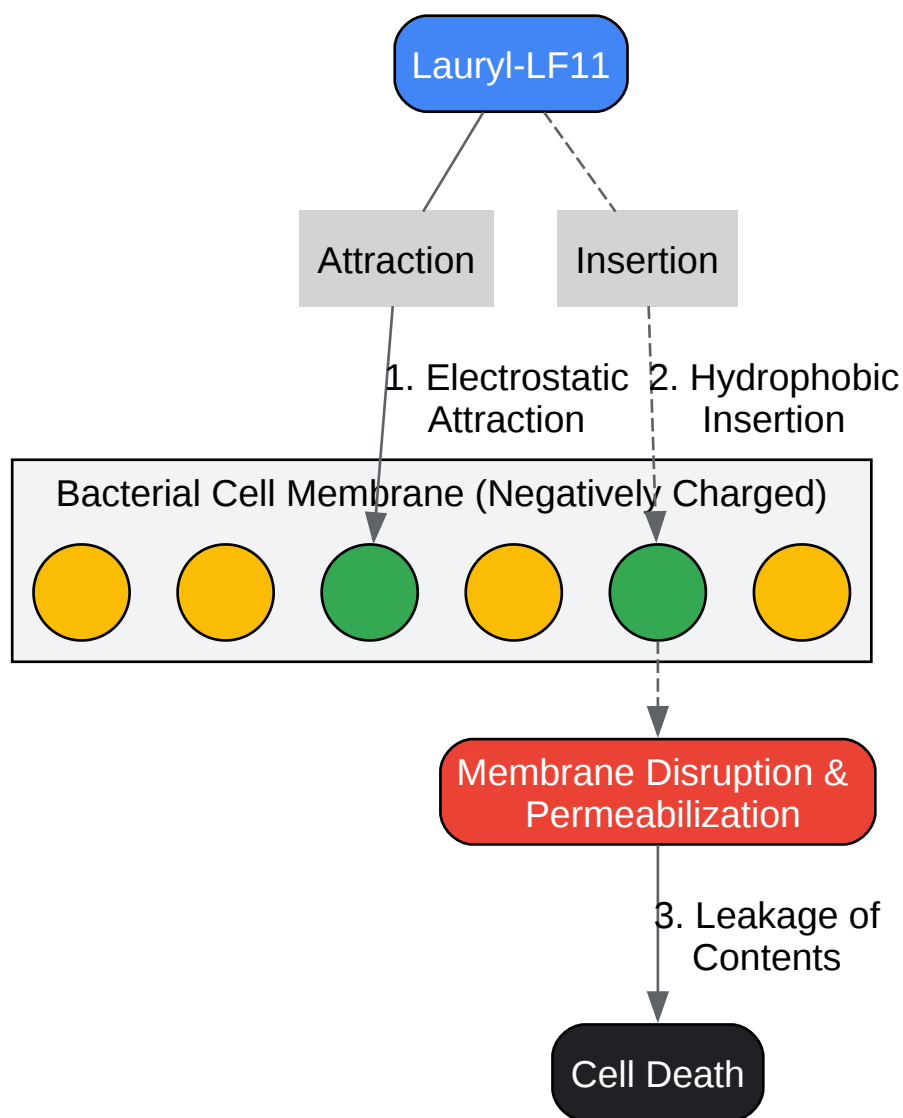 Lauryl-LF11
Attraction
Insertion
1. Electrostatic
Attraction
2. Hydrophobic
Insertion
Bacterial Cell Membrane (Negatively Charged)
Membrane Disruption &
Permeabilization
3. Leakage of
Contents
Cell Death